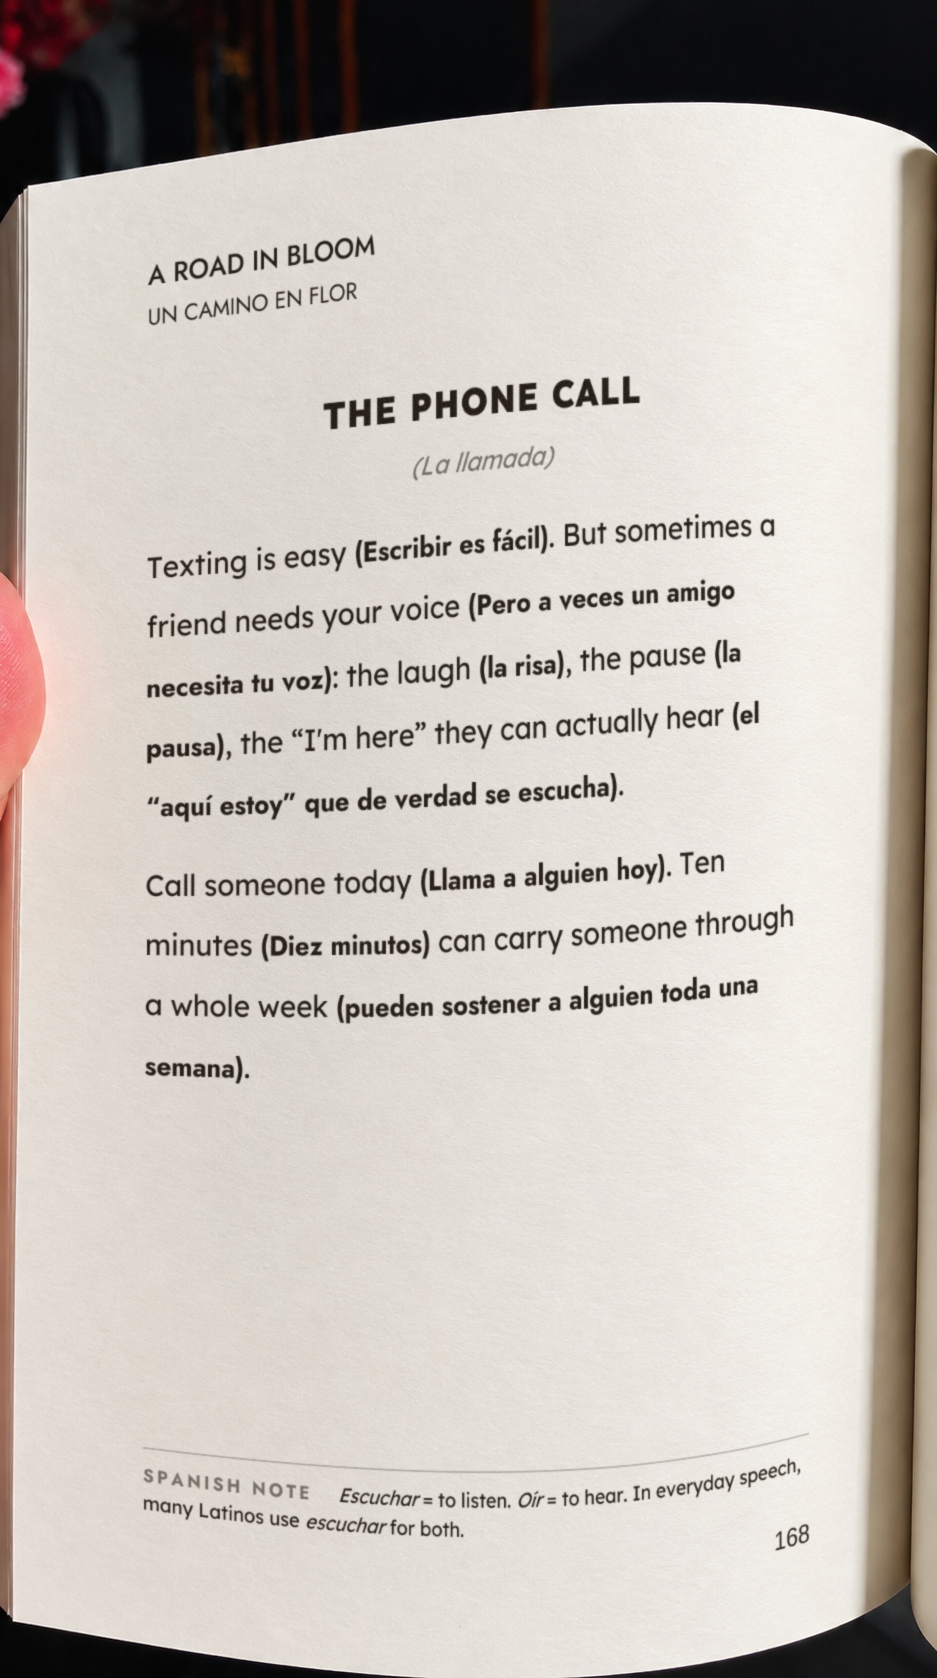 A ROAD IN BLOOM
UN CAMINO EN FLOR
THE PHONE CALL
(La llamada)
Texting is easy (Escribir es fácil). But sometimes a
friend needs your voice (Pero a veces un amigo
necesita tu voz): the laugh (la risa), the pause (la
pausa), the “I’m here” they can actually hear (el
“aquí estoy” que de verdad se escucha).
Call someone today (Llama a alguien hoy). Ten
minutes (Diez minutos) can carry someone through
a whole week (pueden sostener a alguien toda una
semana).
SPANISH NOTE Escuchar = to listen. Oír = to hear. In everyday speech,
many Latinos use escuchar for both.
168